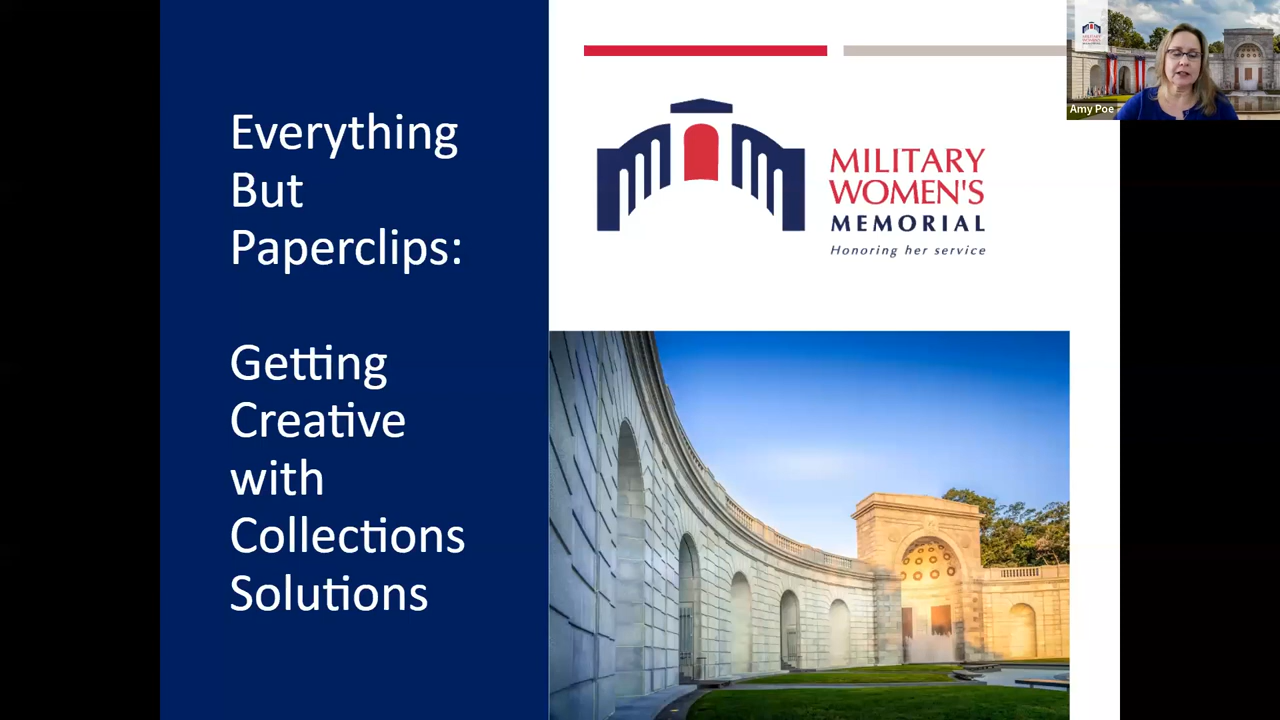 Everything
But
Paperclips:
Getting
Creative
with
Collections
Solutions
MILITARY
WOMEN'S
MEMORIAL
Honoring her service
Amy Poe